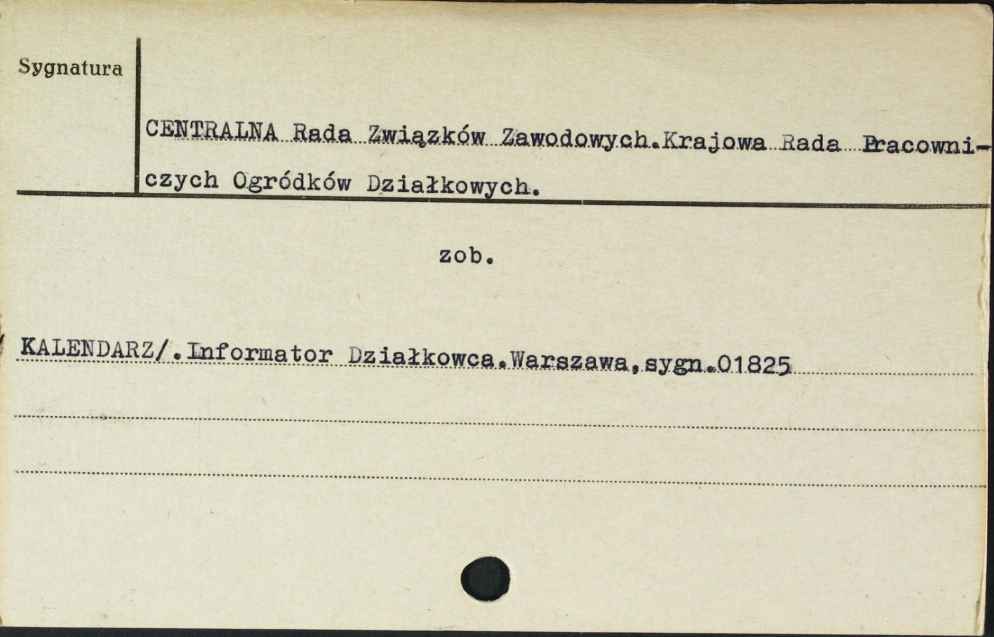 Sygnatura
CENTRALNA Rada Związków Zawodowych.Krajowa Rada Pracowni-
czych Ogródków Działkowych.
zob.
KALENDARZ/.Informator Działkowca.Warszawa,sygn.01825